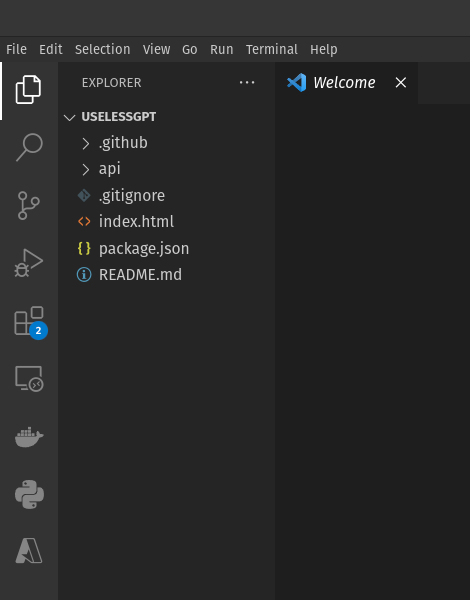 File Edit Selection View Go Run Terminal Help
EXPLORER ··· Welcome
USELESSGPT
.github
api
.gitignore
index.html
package.json
README.md
2